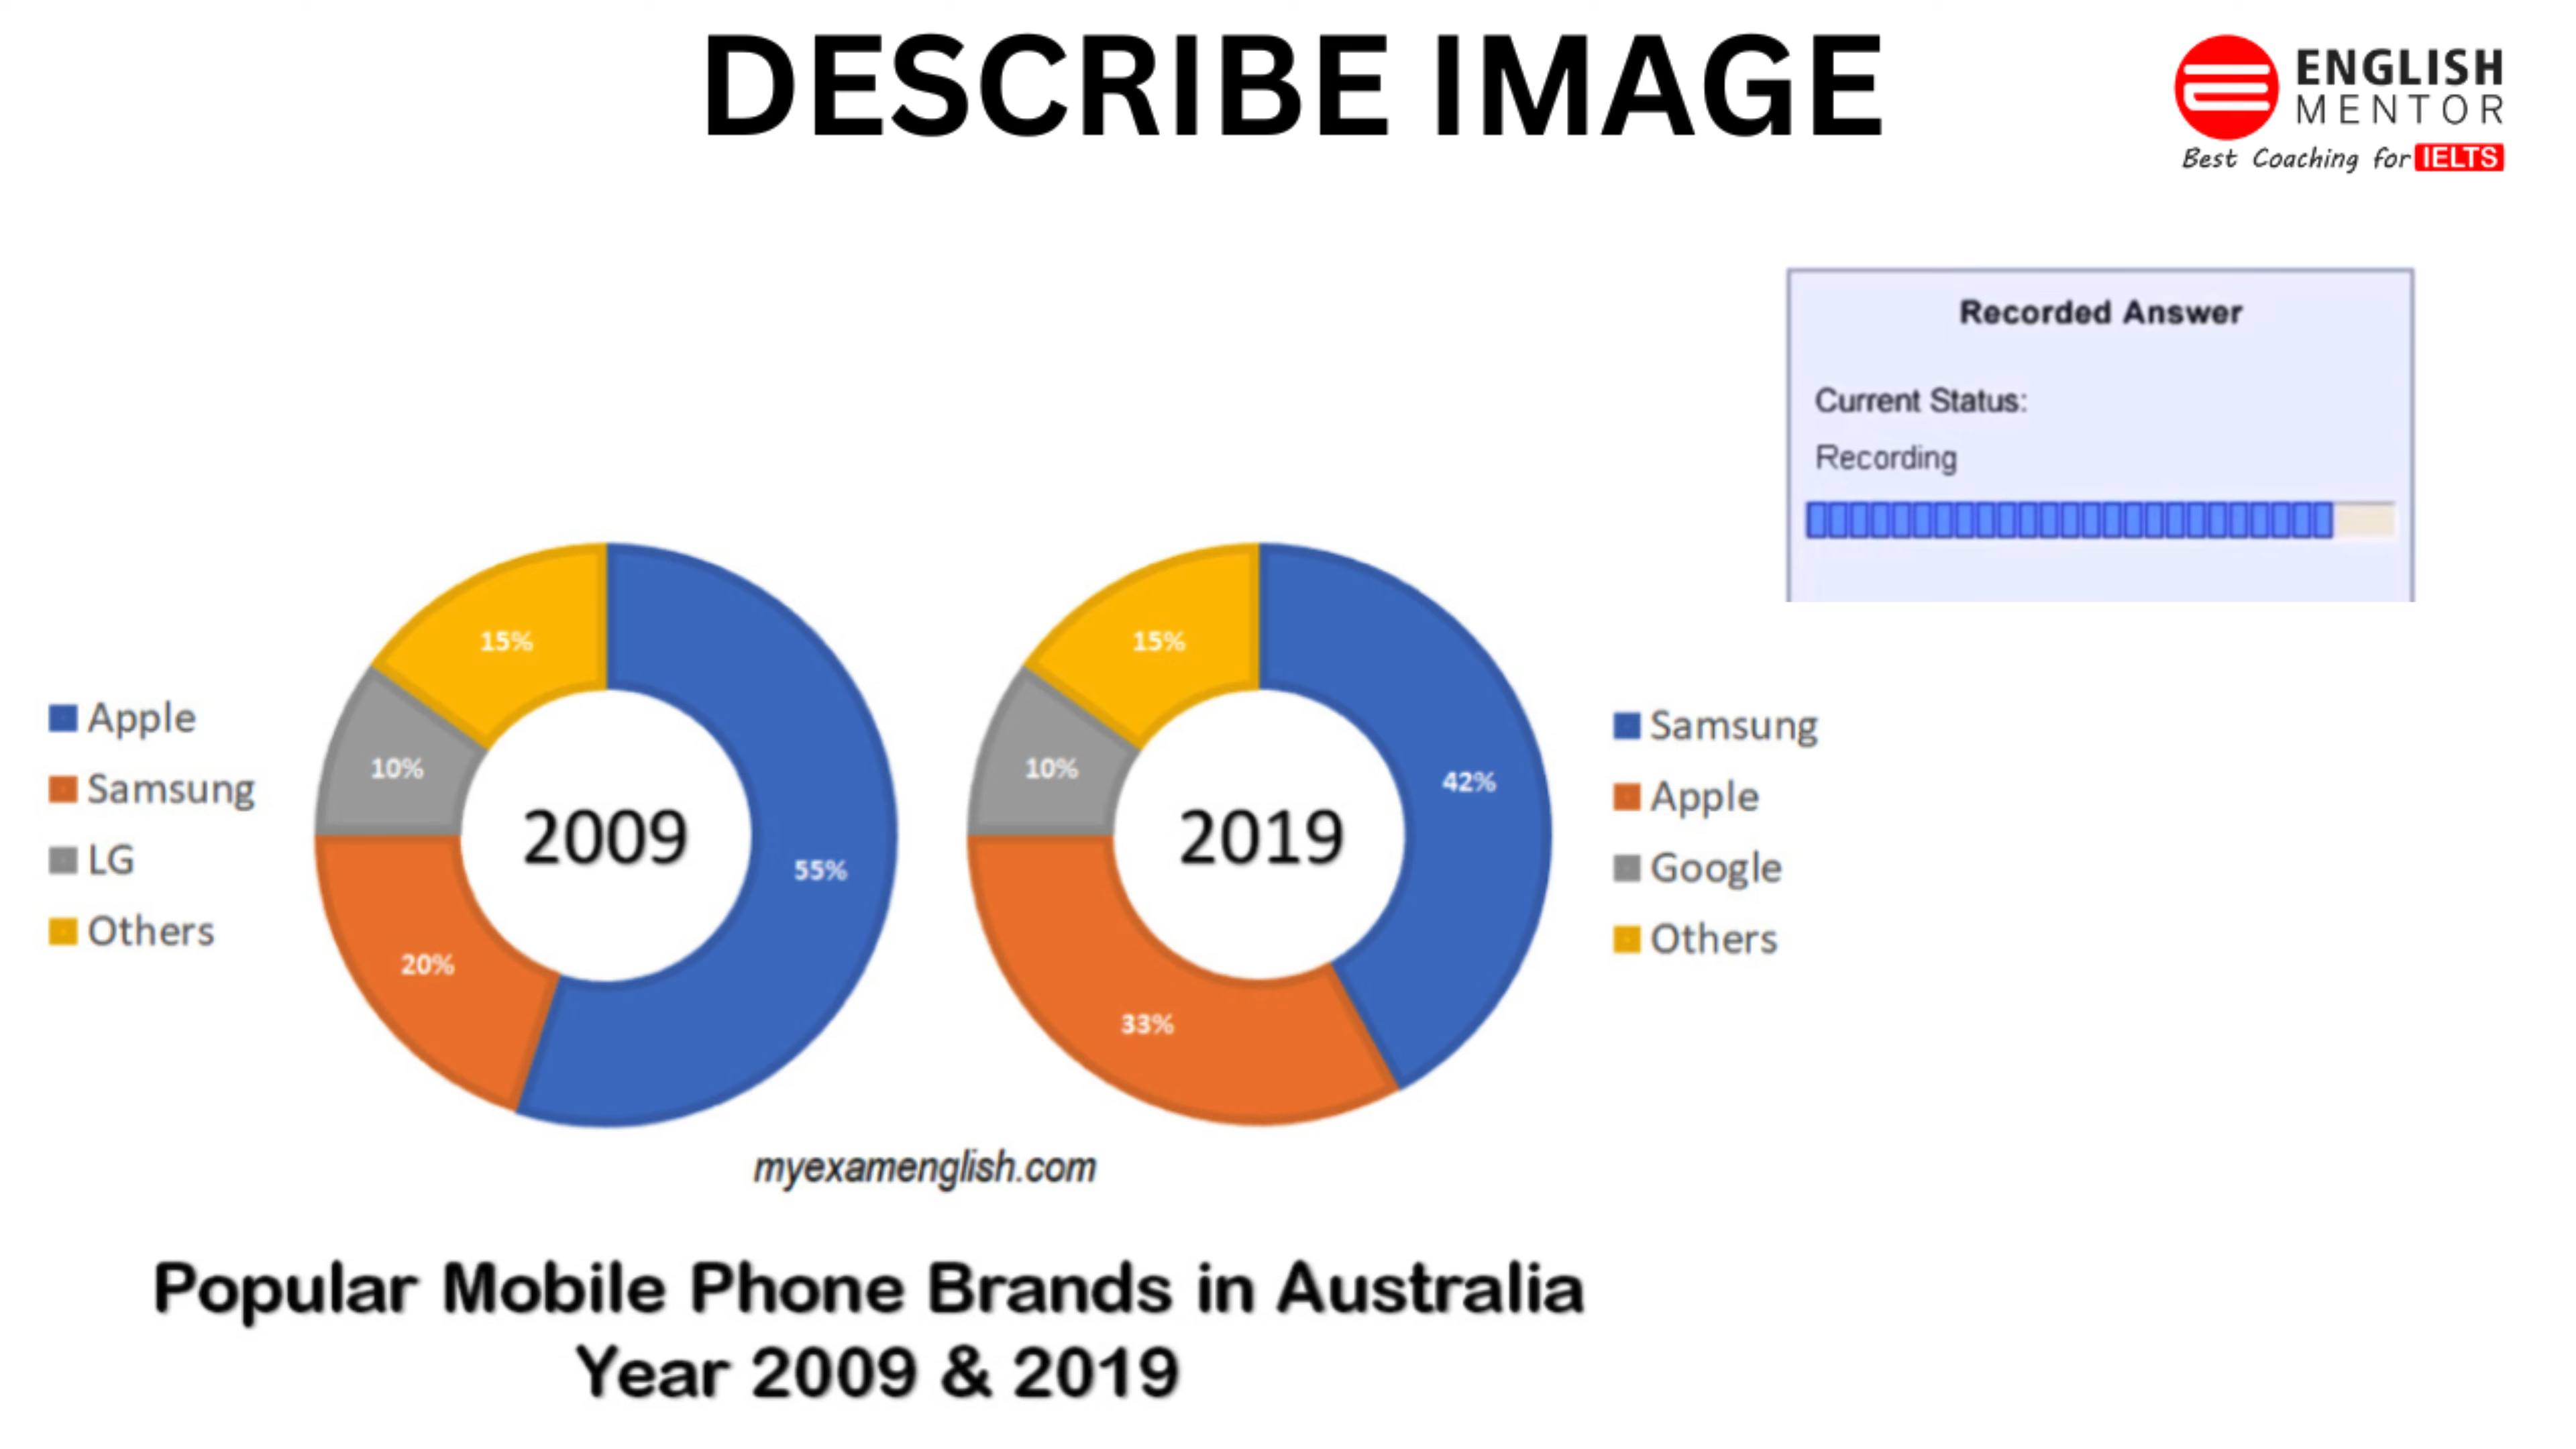 DESCRIBE IMAGE
ENGLISH
MENTOR
Best Coaching for IELTS
Recorded Answer
Current Status:
Recording
Apple
Samsung
LG
Others
15%
10%
2009
55%
20%
15%
10%
42%
2019
33%
Samsung
Apple
Google
Others
myexamenglish.com
Popular Mobile Phone Brands in Australia
Year 2009 & 2019